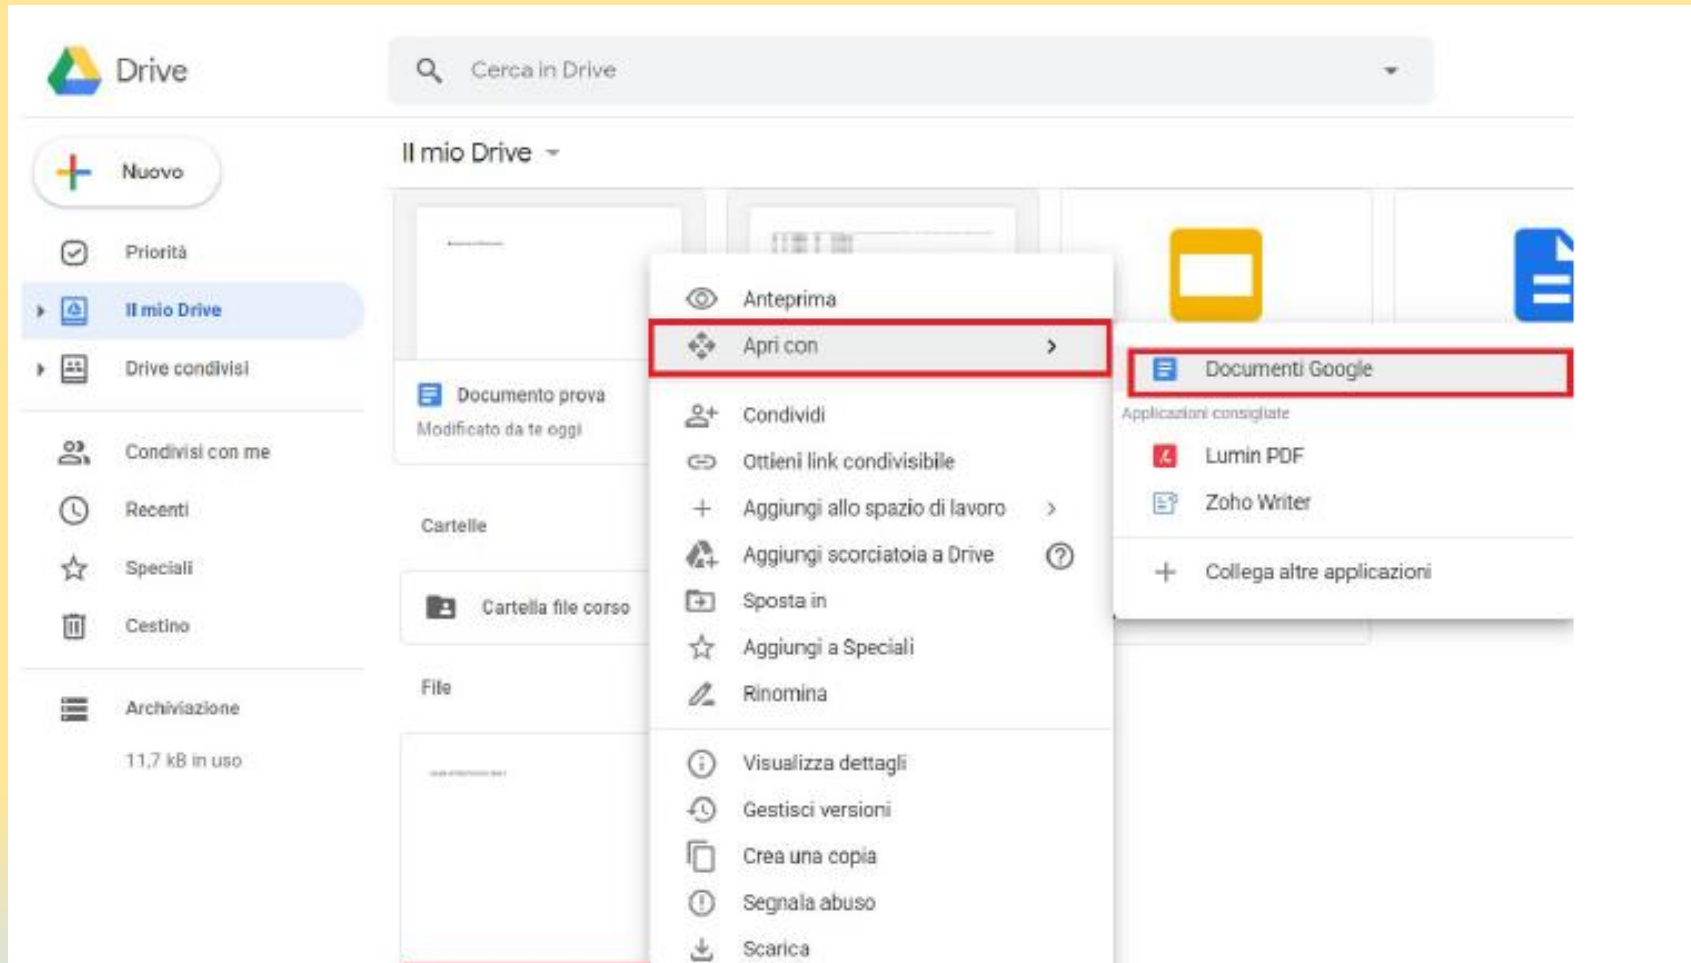 Drive
Cerca in Drive
Nuovo
Il mio Drive
Priorità
Il mio Drive
Drive condivisi
Condivisi con me
Recenti
Speciali
Cestino
Archiviazione
11,7 kB in uso
Documento prova
Modificato da te oggi
Cartelle
Cartella file corso
File
Anteprima
Apri con
Condividi
Ottieni link condivisibile
Aggiungi allo spazio di lavoro
Aggiungi scorciatoia a Drive
Sposta in
Aggiungi a Speciali
Rinomina
Visualizza dettagli
Gestisci versioni
Crea una copia
Segnala abuso
Scarica
Documenti Google
Applicazioni consigliate
Lumin PDF
Zoho Writer
Collega altre applicazioni